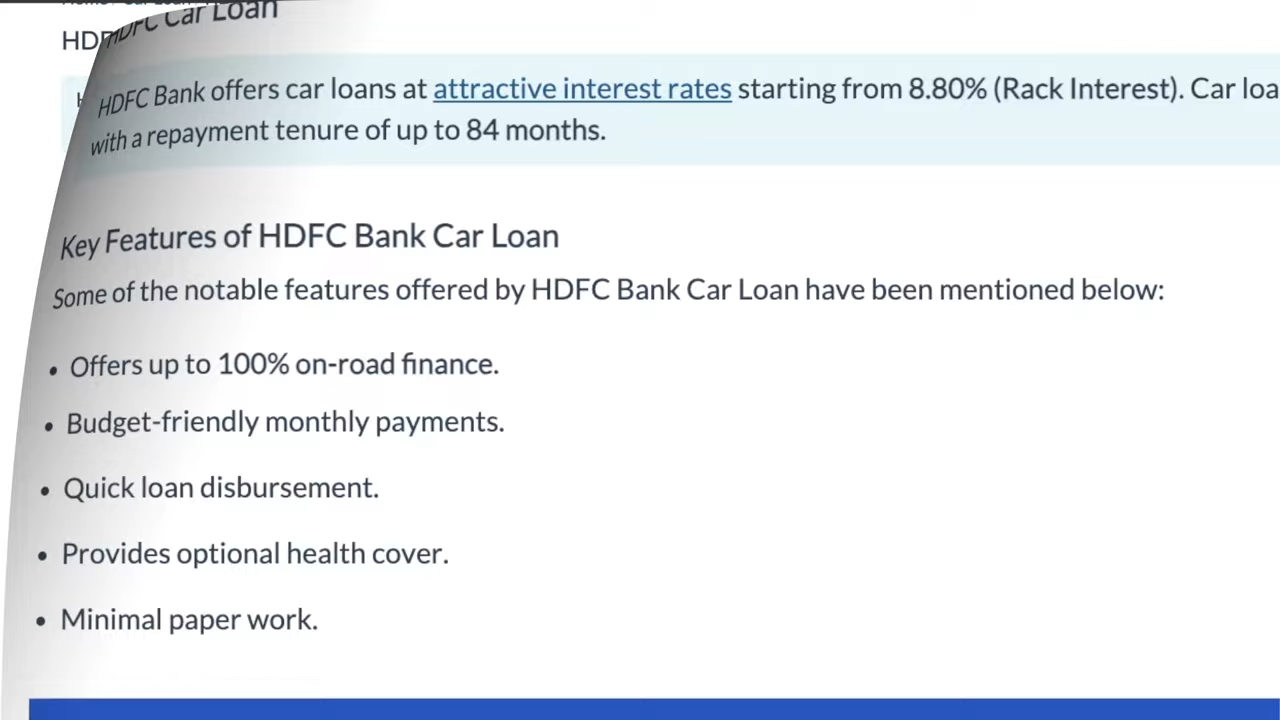 HDFC Car Loan
HD
HDFC Bank offers car loans at attractive interest rates starting from 8.80% (Rack Interest). Car loa
with a repayment tenure of up to 84 months.
Key Features of HDFC Bank Car Loan
Some of the notable features offered by HDFC Bank Car Loan have been mentioned below:
• Offers up to 100% on-road finance.
• Budget-friendly monthly payments.
• Quick loan disbursement.
• Provides optional health cover.
• Minimal paper work.